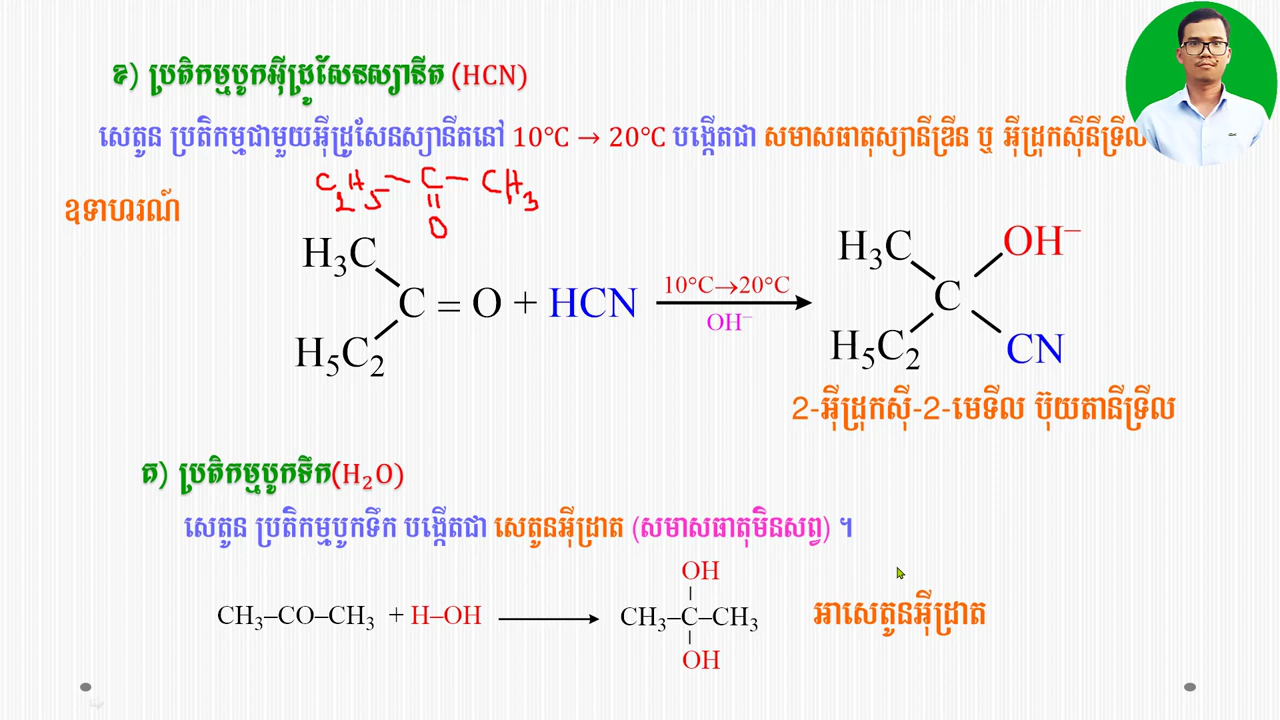 ខ) ប្រតិកម្មបូកអ៊ីដ្រូសែនស្យានីត (HCN)
សេតូន ប្រតិកម្មជាមួយអ៊ីដ្រូសែនស្យានីតនៅ 10°C → 20°C បង្កើតជា សមាសធាតុស្យានីឌ្រីន ឬ អ៊ីដ្រុកស៊ីនីទ្រីល
C₂H₅ – C – CH₃
||
O
ឧទាហរណ៍
H₃C
H₅C₂
C = O + HCN
10°C→20°C
OH⁻
H₃C
OH⁻
C
H₅C₂
CN
2-អ៊ីដ្រុកស៊ី-2-មេទីល ប៊ុយតានីទ្រីល
គ) ប្រតិកម្មបូកទឹក(H₂O)
សេតូន ប្រតិកម្មបូកទឹក បង្កើតជា សេតូនអ៊ីដ្រាត (សមាសធាតុមិនសព្វ) ។
OH
CH₃–CO–CH₃ + H–OH
CH₃–C–CH₃
អាសេតូនអ៊ីដ្រាត
OH